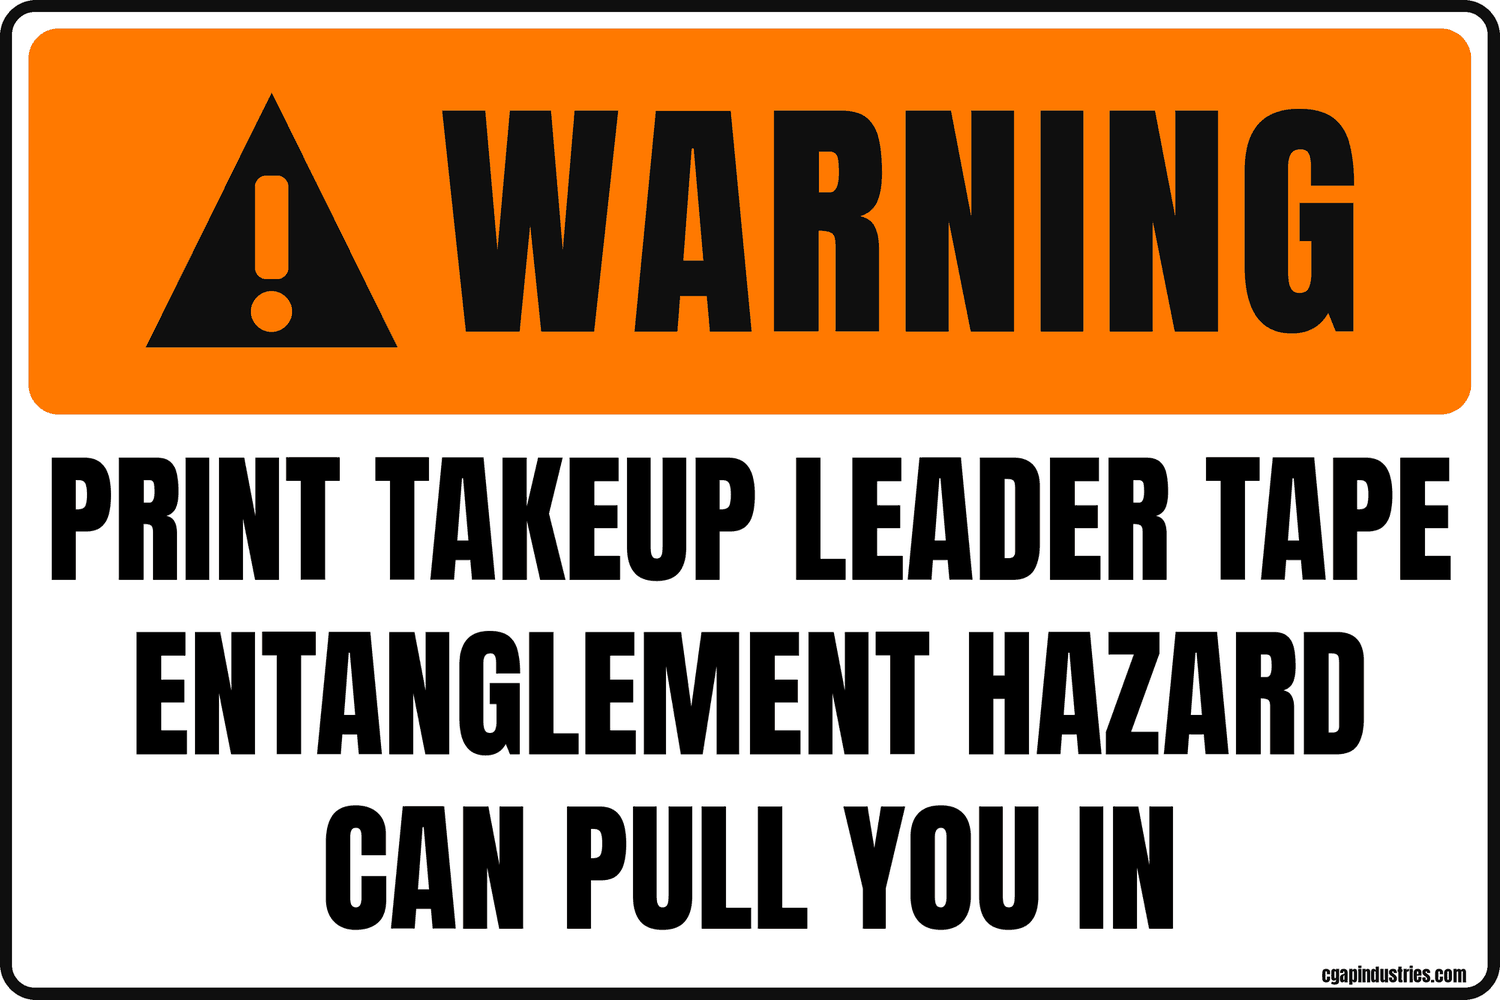 WARNING
PRINT TAKEUP LEADER TAPE
ENTANGLEMENT HAZARD
CAN PULL YOU IN
cgapindustries.com